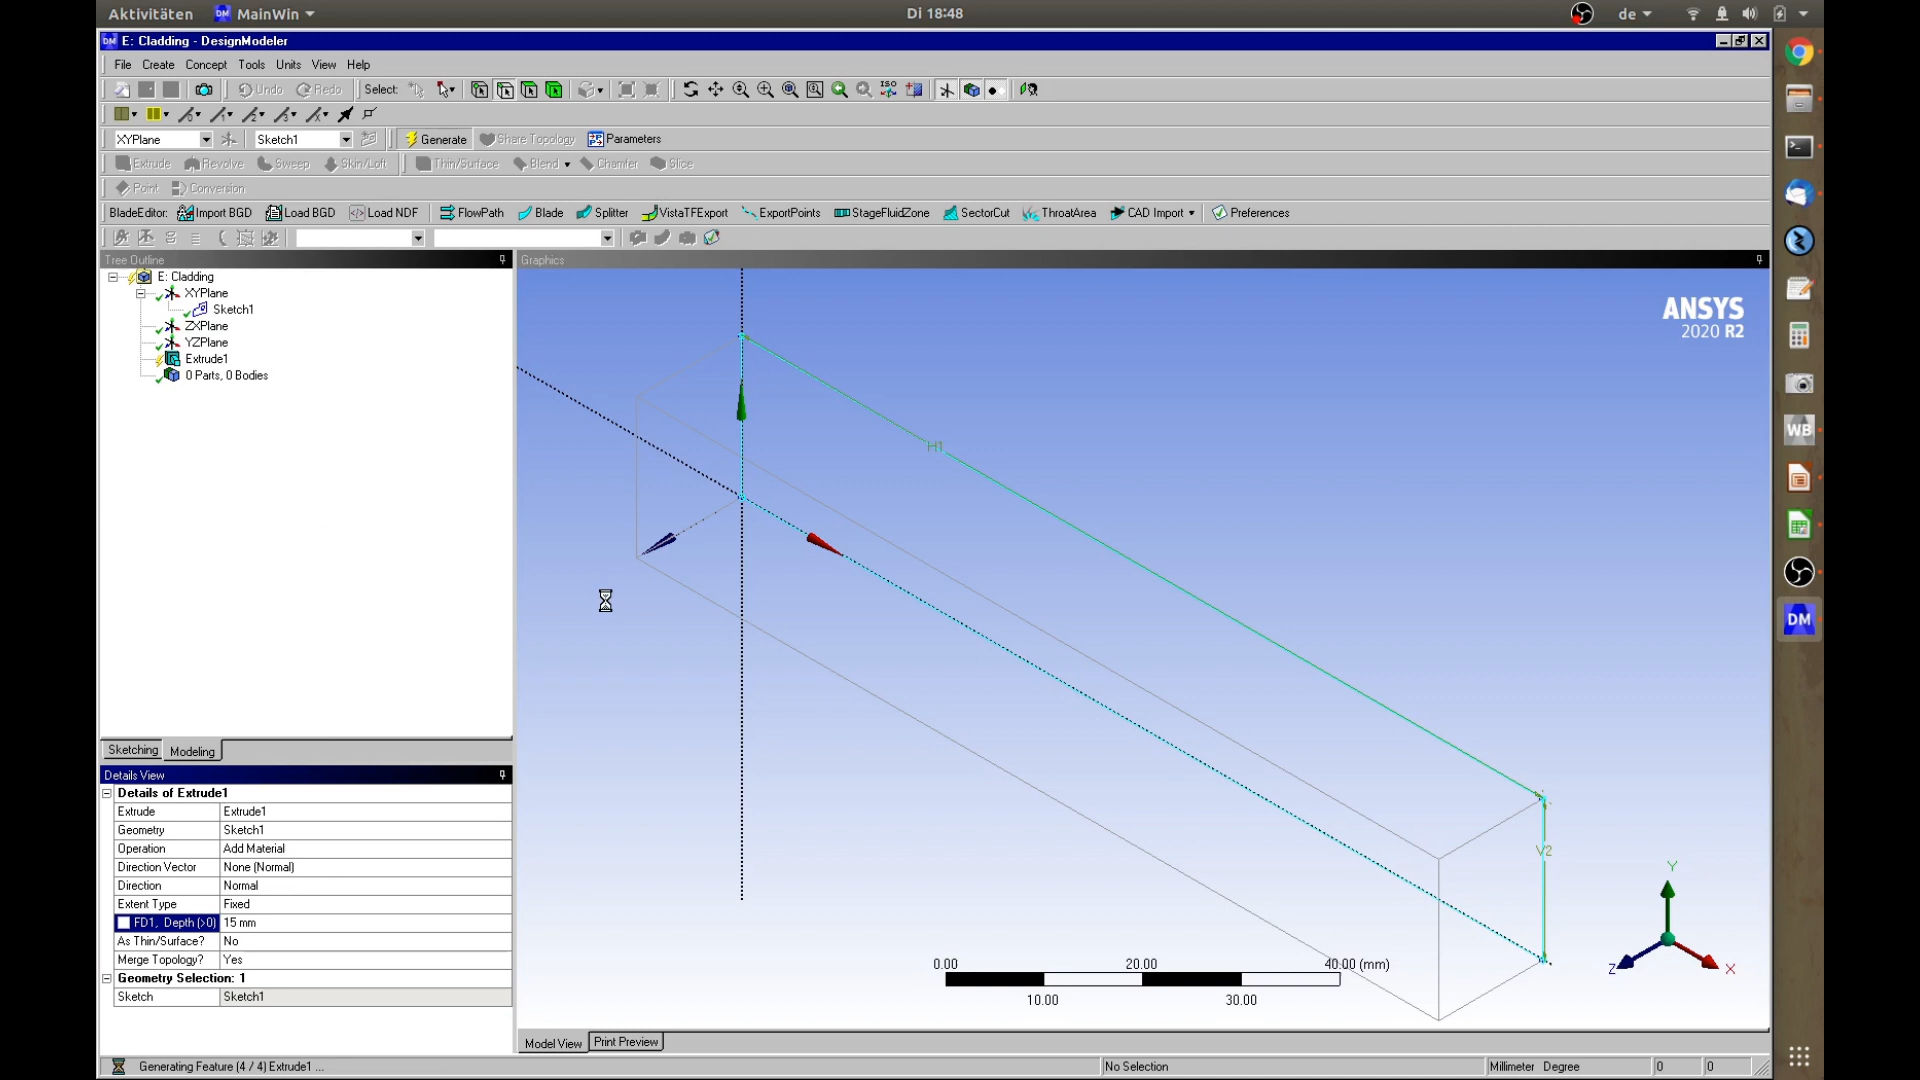 Aktivitäten MainWin Di 18:48 de
E: Cladding - DesignModeler
File Create Concept Tools Units View Help
Undo Redo Select: ISO
XYPlane Sketch1 Generate Share Topology Parameters
Extrude Revolve Sweep Skin/Loft Thin/Surface Blend Chamfer Slice
Point Conversion
BladeEditor: Import BGD Load BGD Load NDF FlowPath Blade Splitter VistaTFExport ExportPoints StageFluidZone SectorCut ThroatArea CAD Import Preferences
Tree Outline
E: Cladding
XYPlane
Sketch1
ZXPlane
YZPlane
Extrude1
0 Parts, 0 Bodies
Sketching Modeling
Details View
Details of Extrude1
Extrude Extrude1
Geometry Sketch1
Operation Add Material
Direction Vector None (Normal)
Direction Normal
Extent Type Fixed
FD1, Depth (>0) 15 mm
As Thin/Surface? No
Merge Topology? Yes
Geometry Selection: 1
Sketch Sketch1
Graphics
ANSYS
2020 R2
H1
V2
0.00 20.00 40.00 (mm)
10.00 30.00
Y
Z X
Model View Print Preview
Generating Feature (4 / 4) Extrude1 ... No Selection Millimeter Degree 0 0
WB
DM